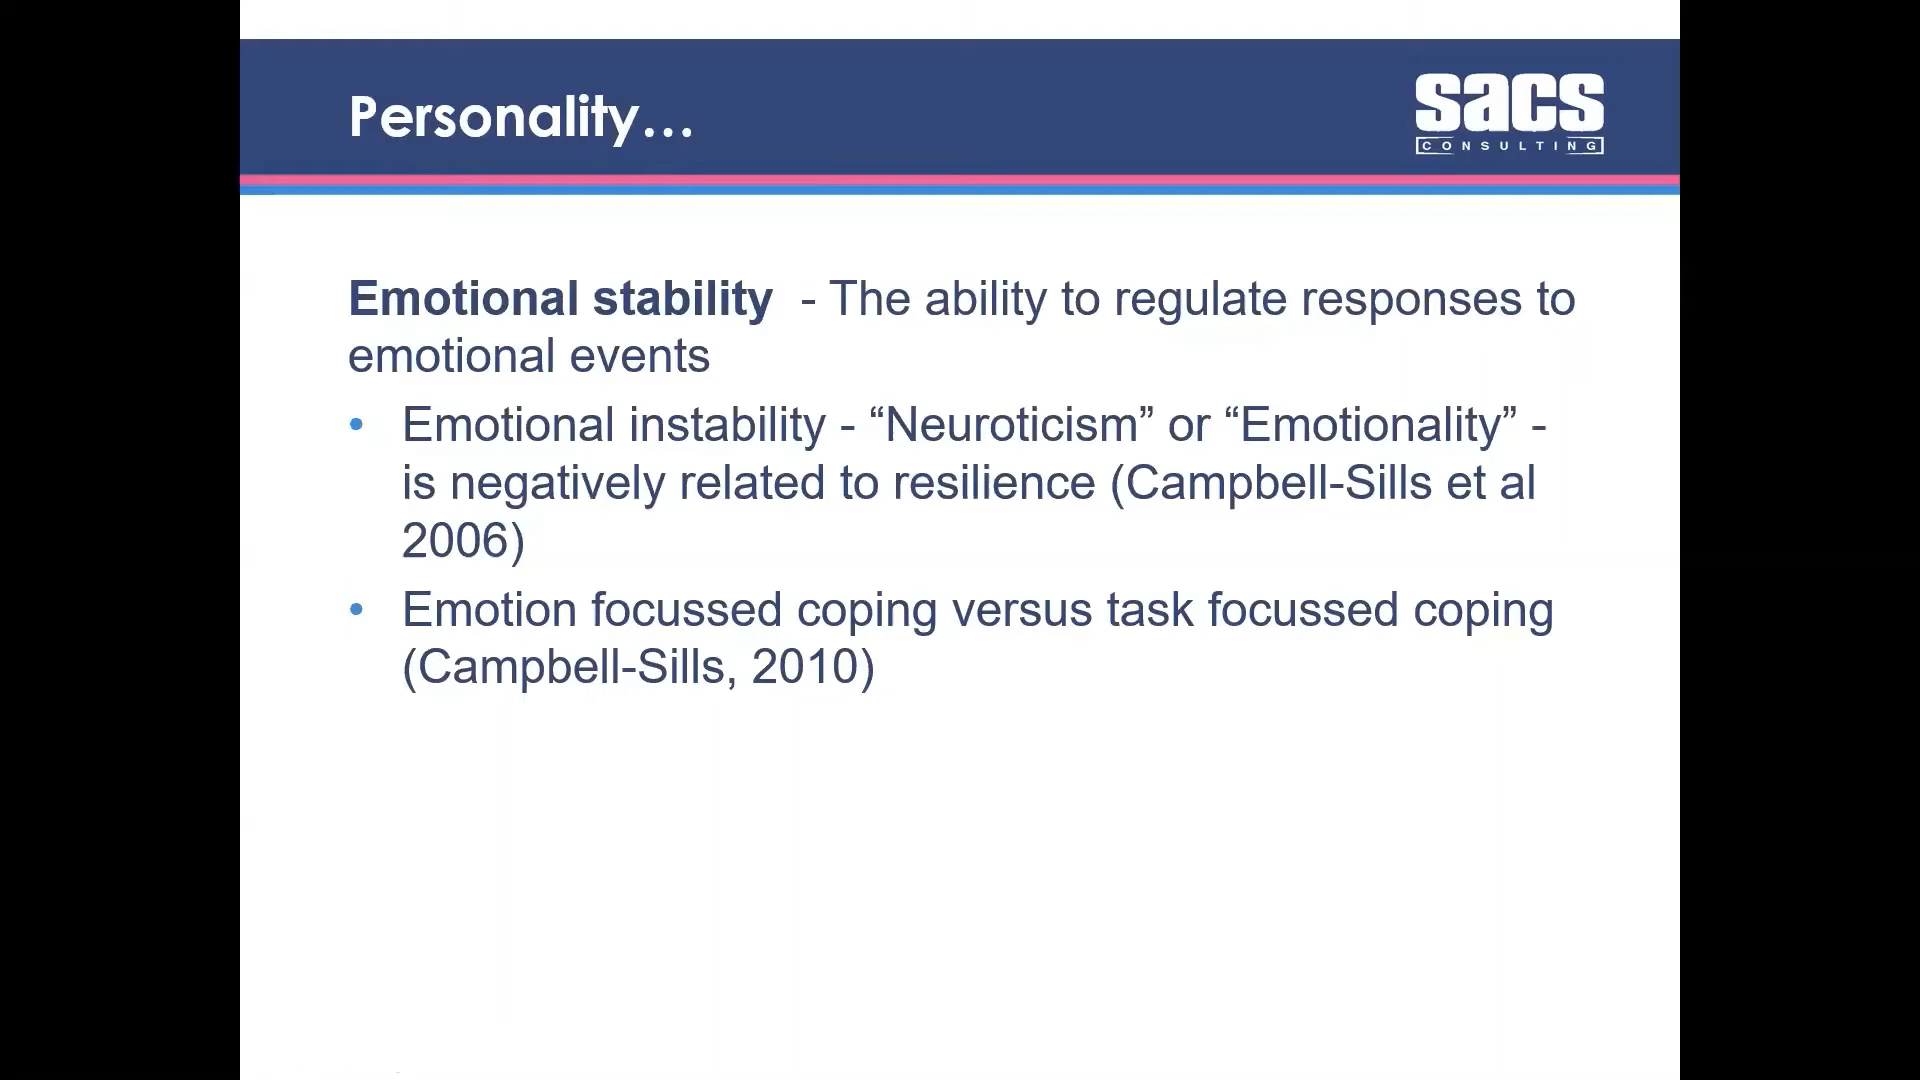 Personality...
sacs
CONSULTING
Emotional stability - The ability to regulate responses to
emotional events
• Emotional instability - “Neuroticism” or “Emotionality” -
is negatively related to resilience (Campbell-Sills et al
2006)
• Emotion focussed coping versus task focussed coping
(Campbell-Sills, 2010)